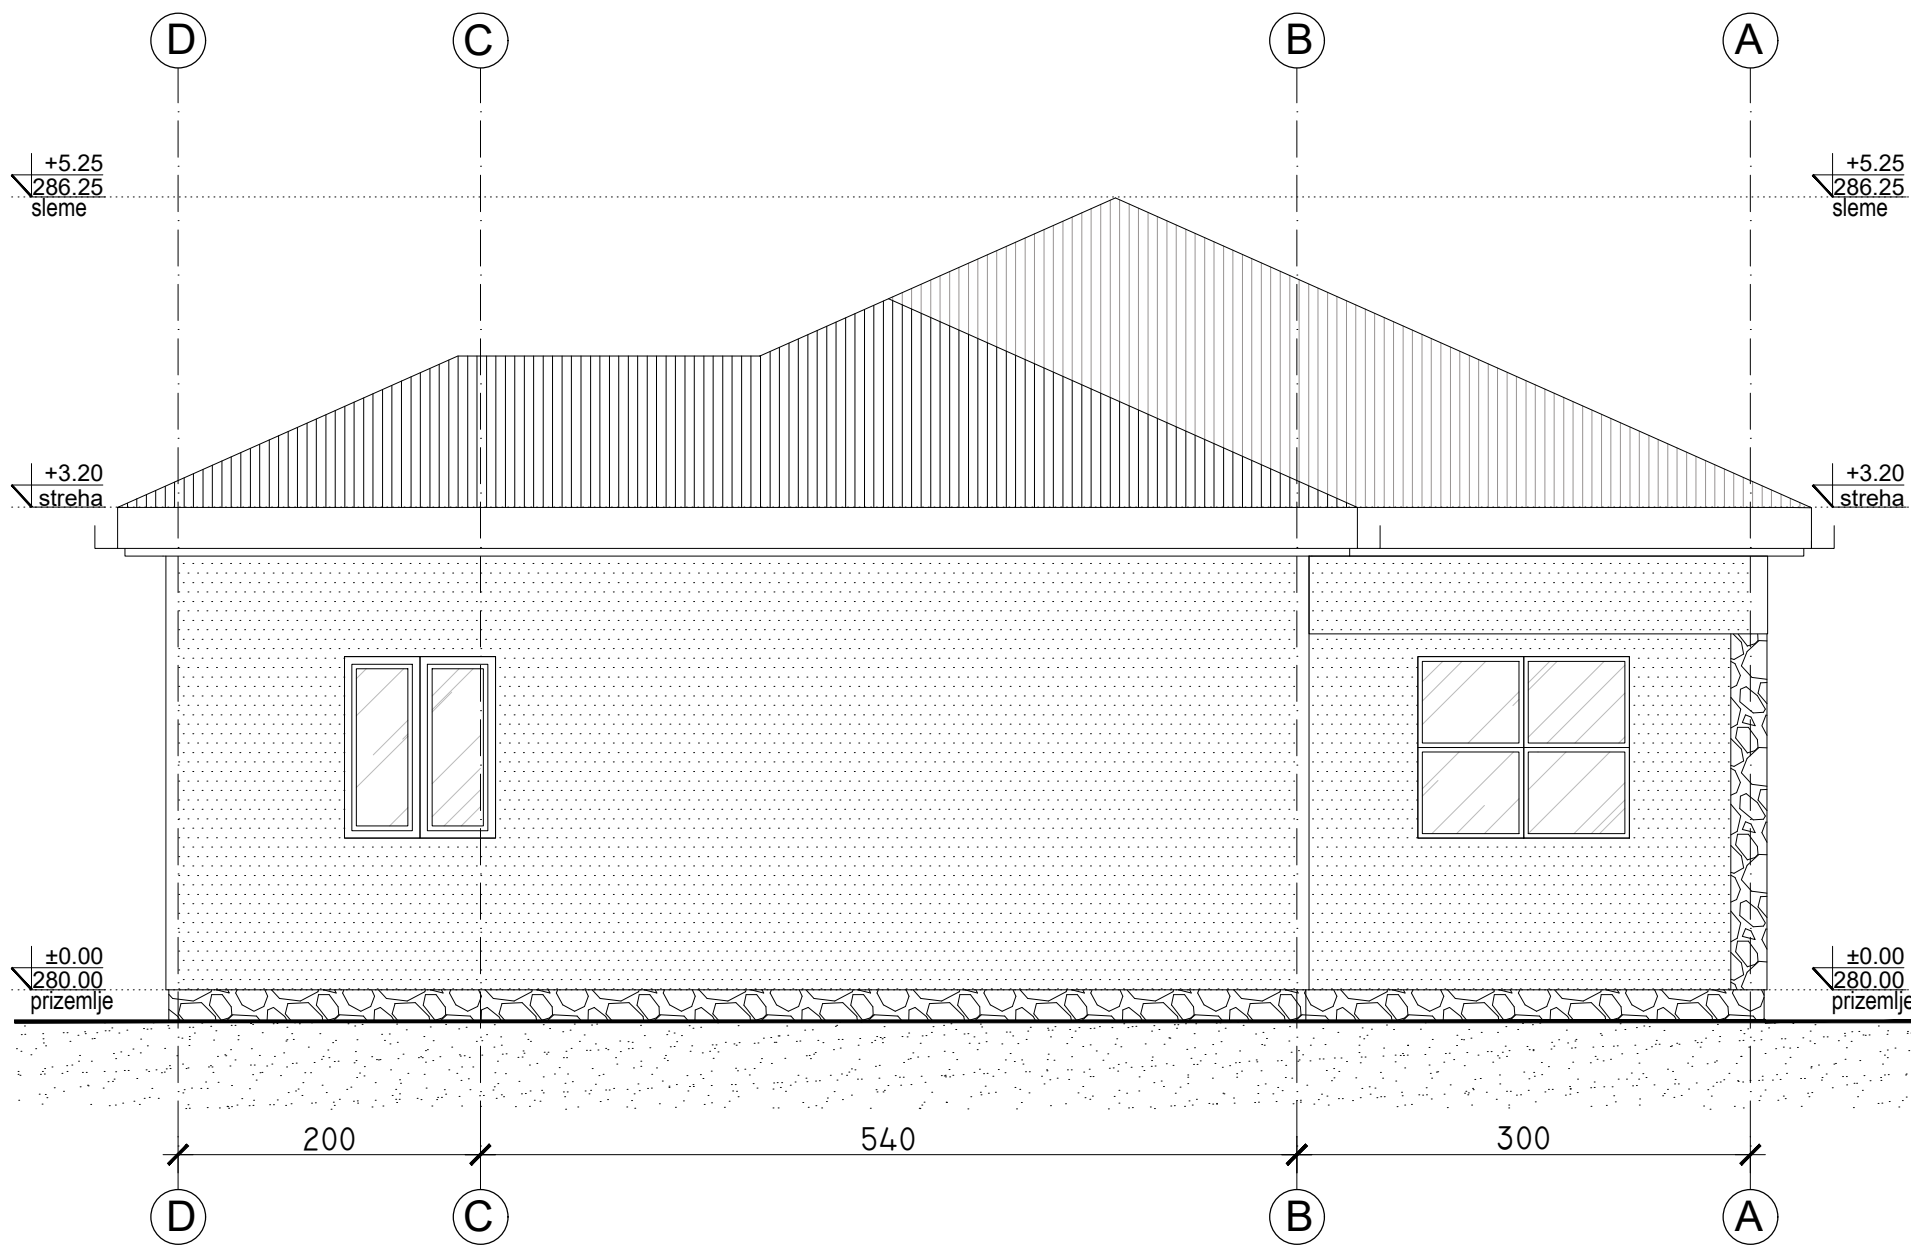 D C B A
+5.25 +5.25
286.25 286.25
sleme sleme
+3.20 +3.20
streha streha
±0.00 ±0.00
280.00 280.00
prizemlje prizemlje
200 540 300
D C B A